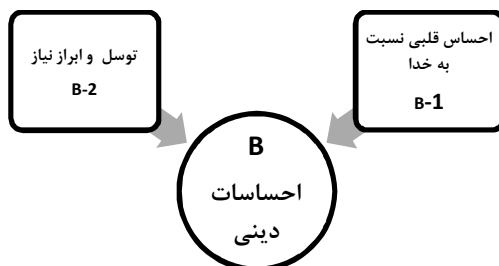 احساس قلبی نسبت
به خدا
B-1
توسل و ابراز نیاز
B-2
B
احساسات
دینی